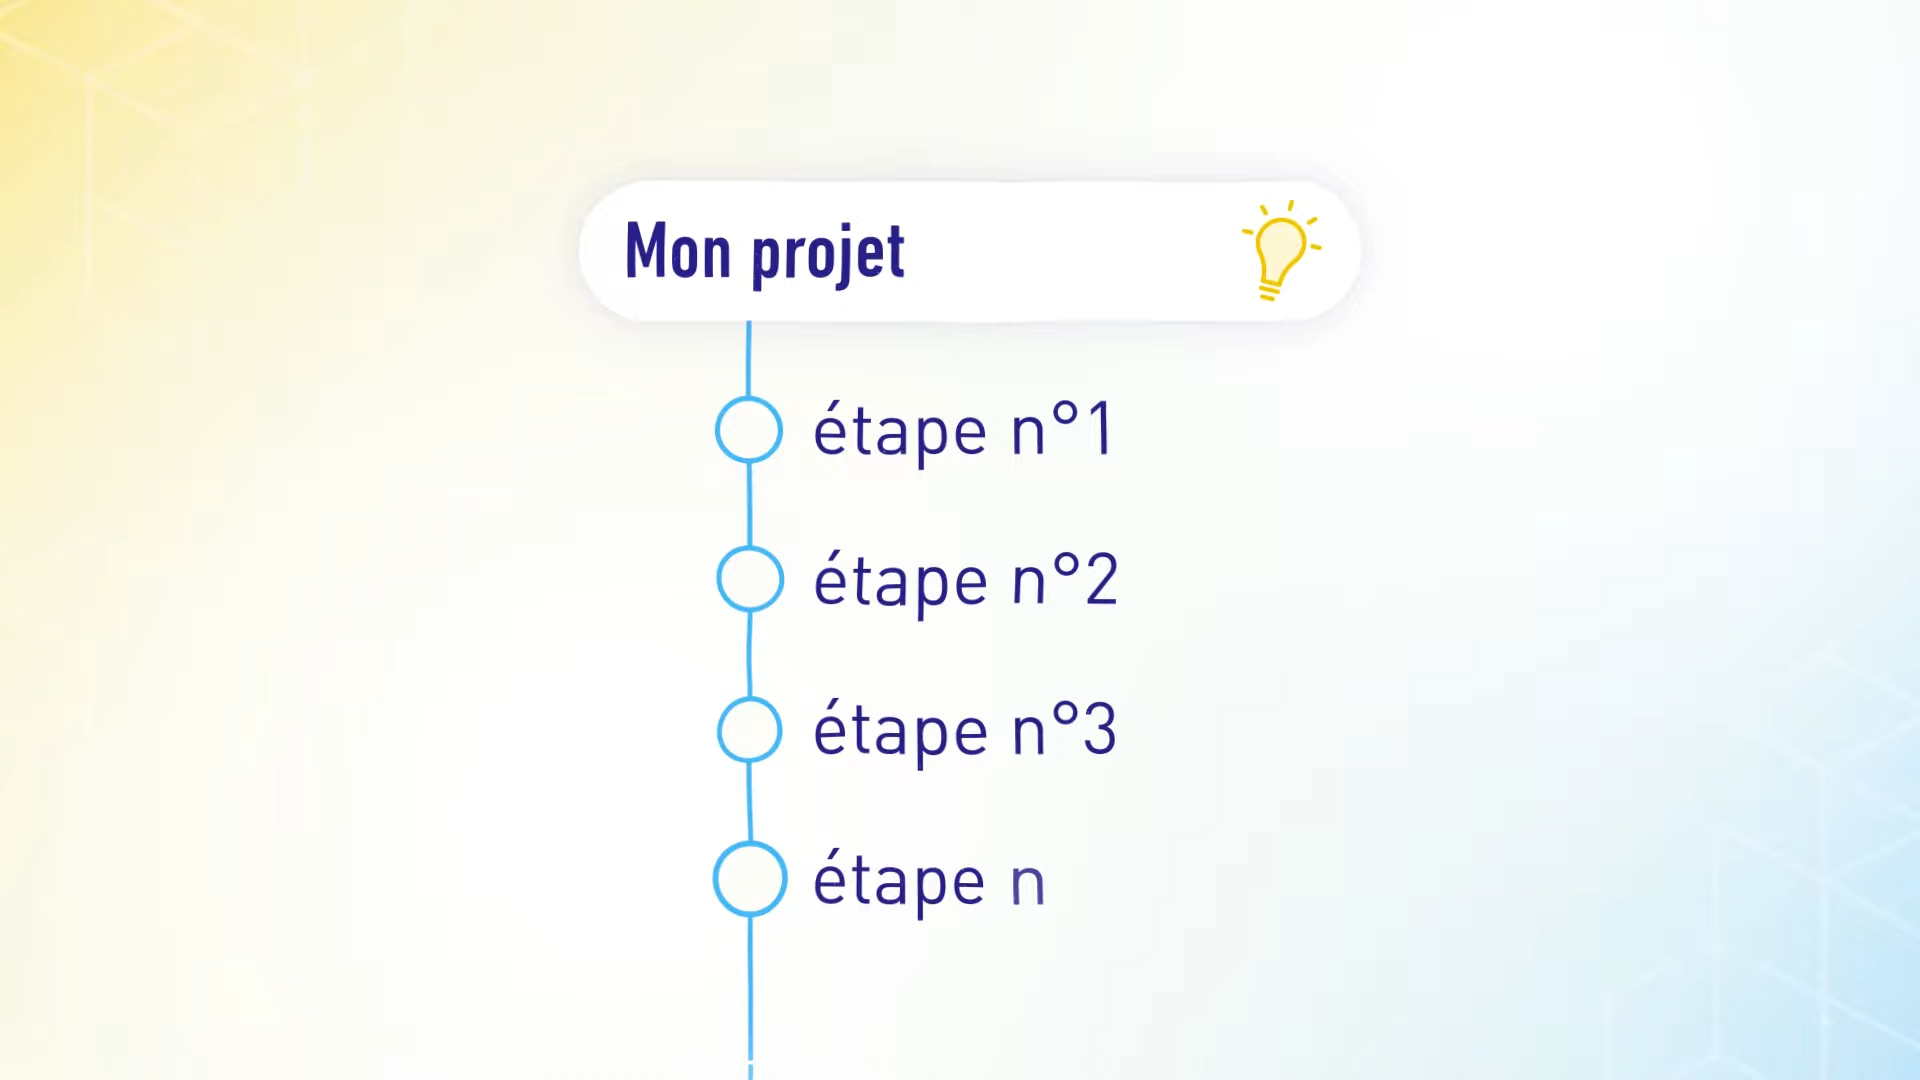 Mon projet
étape n°1
étape n°2
étape n°3
étape n